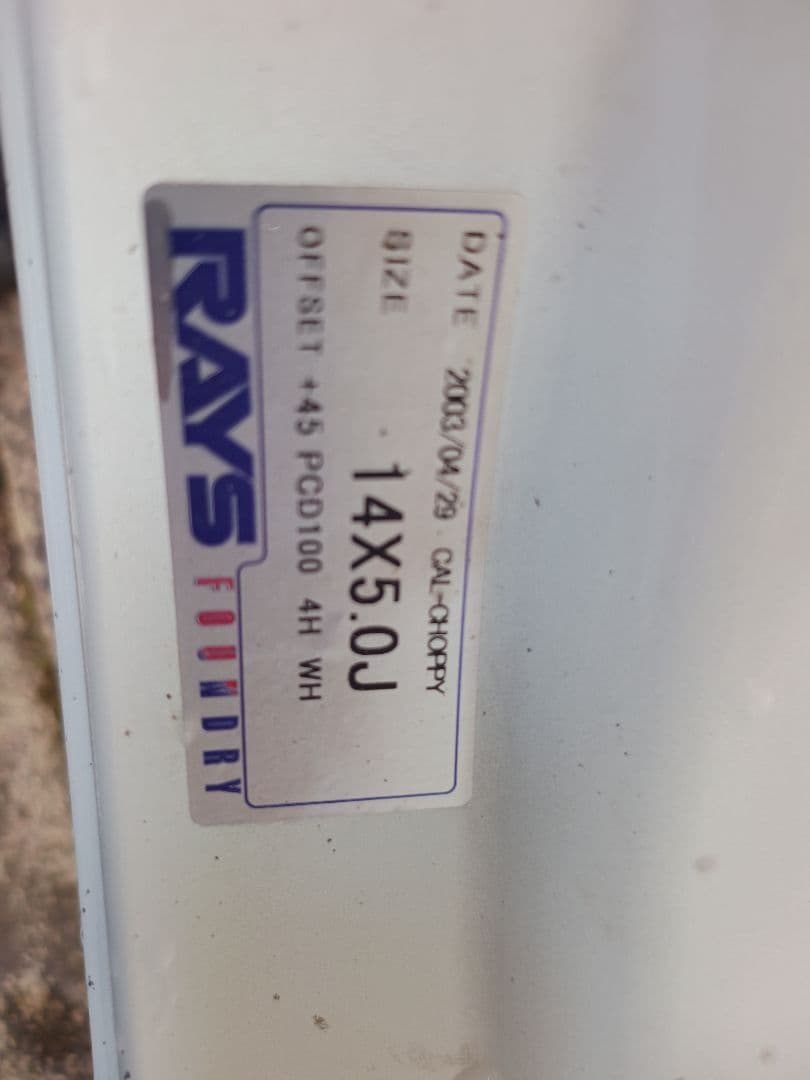 DATE 2003/04/29 CAL-CHOPPY
SIZE 14X5.0J
OFFSET +45 PCD100 4H WH
RAYS FOUNDRY